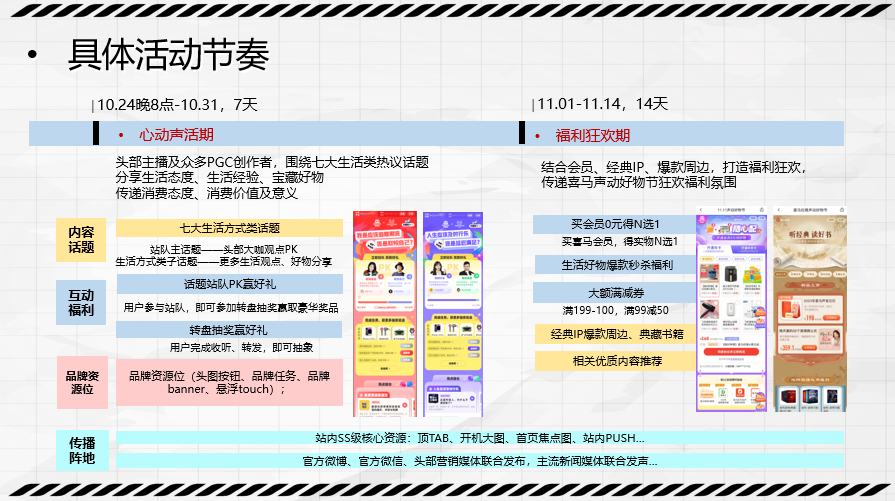 • 具体活动节奏
10.24晚8点-10.31，7天
11.01-11.14，14天
• 心动声活期
• 福利狂欢期
头部主播及众多PGC创作者，围绕七大生活类热议话题
分享生活态度、生活经验、宝藏好物
传递消费态度、消费价值及意义
结合会员、经典IP、爆款周边，打造福利狂欢，
传递喜马声动好物节狂欢福利氛围
内容
话题
七大生活方式类话题
站队主话题——头部大咖观点PK
生活方式类子话题——更多生活观点、好物分享
互动
福利
话题站队PK赢好礼
用户参与站队，即可参加转盘抽奖赢取豪华奖品
转盘抽奖赢好礼
用户完成收听、转发，即可抽象
品牌资
源位
品牌资源位（头图按钮、品牌任务、品牌
banner、悬浮touch）;
买会员0元得N选1
买喜马会员，得实物N选1
生活好物爆款秒杀福利
大额满减券
满199-100，满99减50
经典IP爆款周边、典藏书籍
相关优质内容推荐
随心配
听经典 读好书
传播
阵地
站内SS级核心资源：顶TAB、开机大图、首页焦点图、站内PUSH...
官方微博、官方微信、头部营销媒体联合发布，主流新闻媒体联合发声...